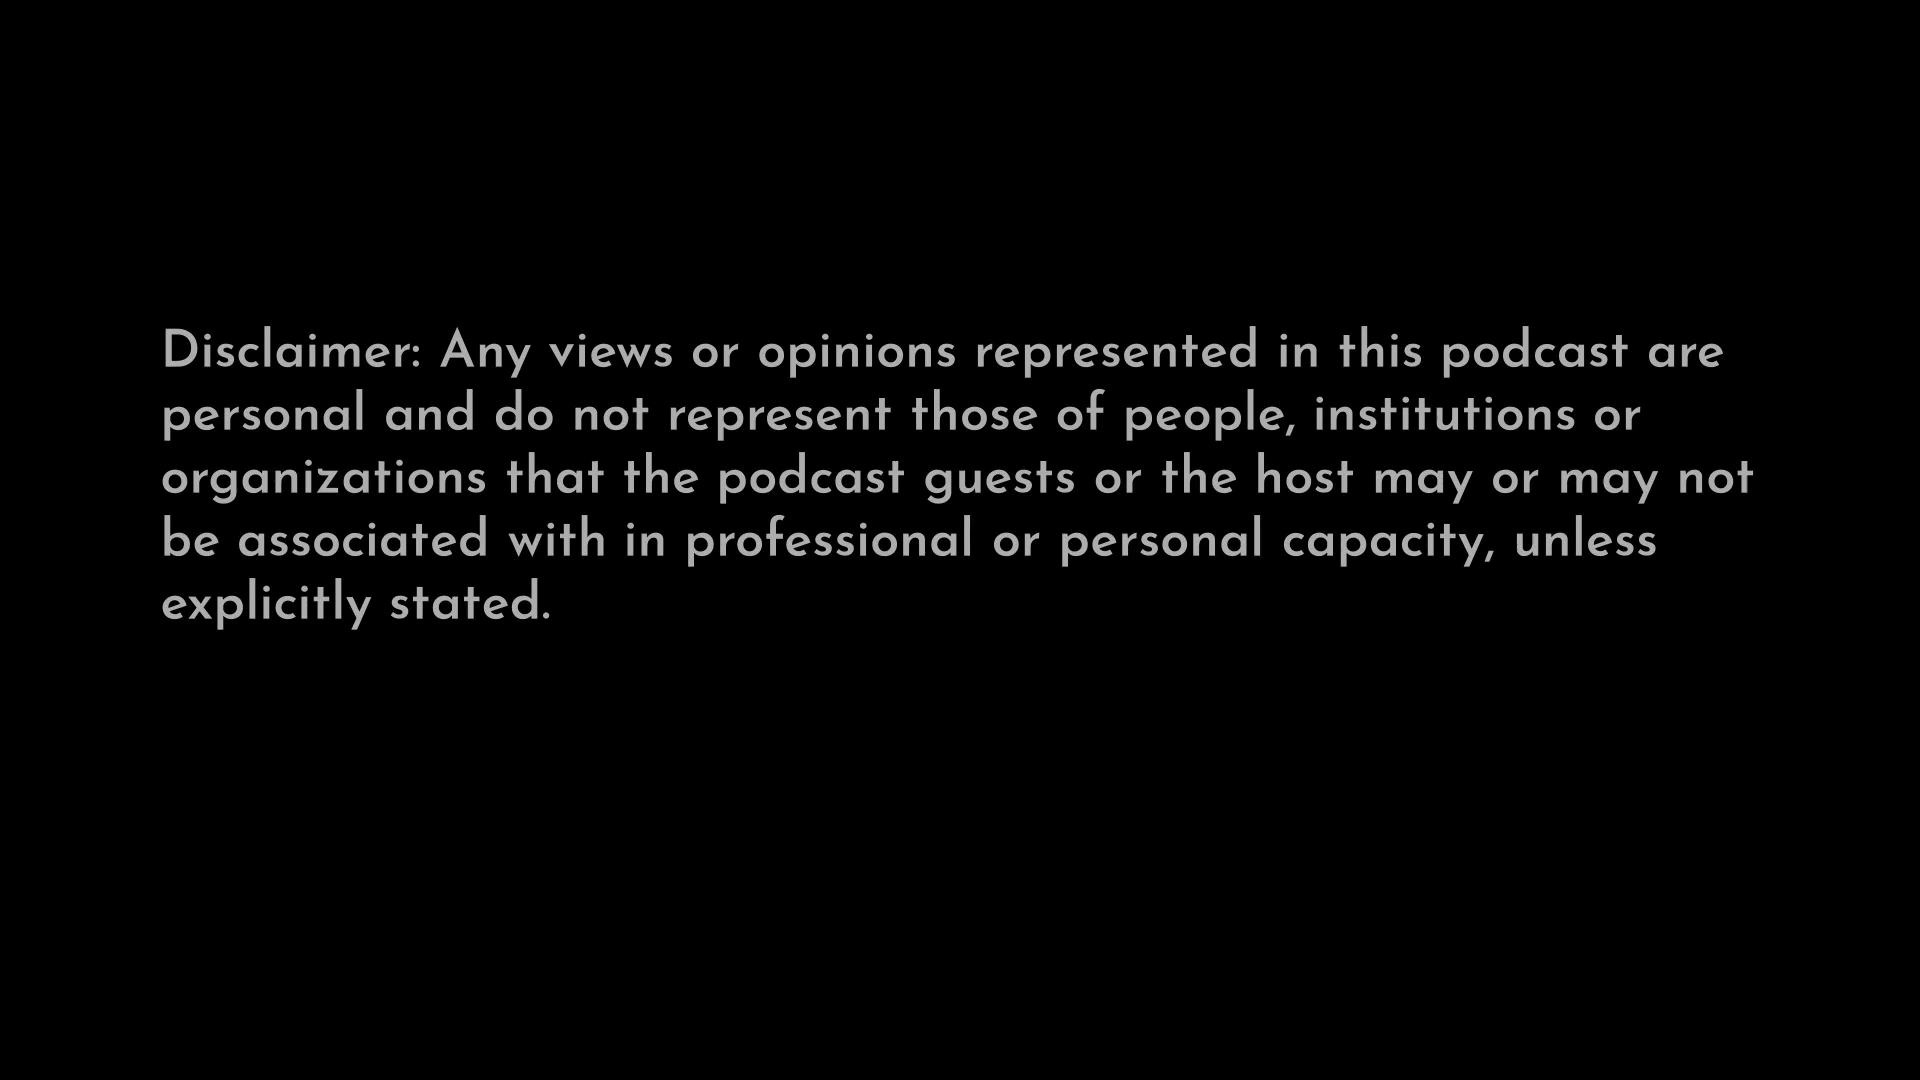 Disclaimer: Any views or opinions represented in this podcast are
personal and do not represent those of people, institutions or
organizations that the podcast guests or the host may or may not
be associated with in professional or personal capacity, unless
explicitly stated.